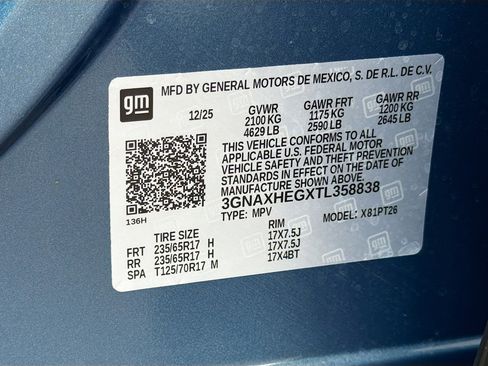 gm
MFD BY GENERAL MOTORS DE MEXICO, S. DE R.L. DE C.V.
12/25 GVWR GAWR FRT GAWR RR
2100 KG 1175 KG 1200 KG
4629 LB 2590 LB 2645 LB
THIS VEHICLE CONFORMS TO ALL
APPLICABLE U.S. FEDERAL MOTOR
VEHICLE SAFETY AND THEFT PREVENTION
STANDARDS IN EFFECT ON THE DATE OF
MANUFACTURE SHOWN ABOVE.
3GNAXHEGXTL358838
TYPE: MPV MODEL: X81PT26
136H
TIRE SIZE RIM
FRT 235/65R17 H 17X7.5J
RR 235/65R17 H 17X7.5J
SPA T125/70R17 M 17X4BT